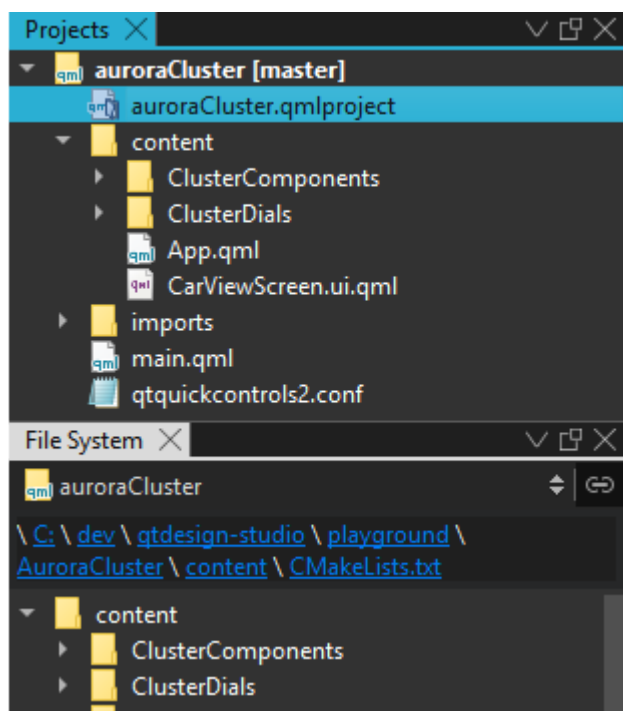 Projects
auroraCluster [master]
auroraCluster.qmlproject
content
ClusterComponents
ClusterDials
App.qml
CarViewScreen.ui.qml
imports
main.qml
qtquickcontrols2.conf
File System
auroraCluster
\ C: \ dev \ qtdesign-studio \ playground \
AuroraCluster \ content \ CMakeLists.txt
content
ClusterComponents
ClusterDials